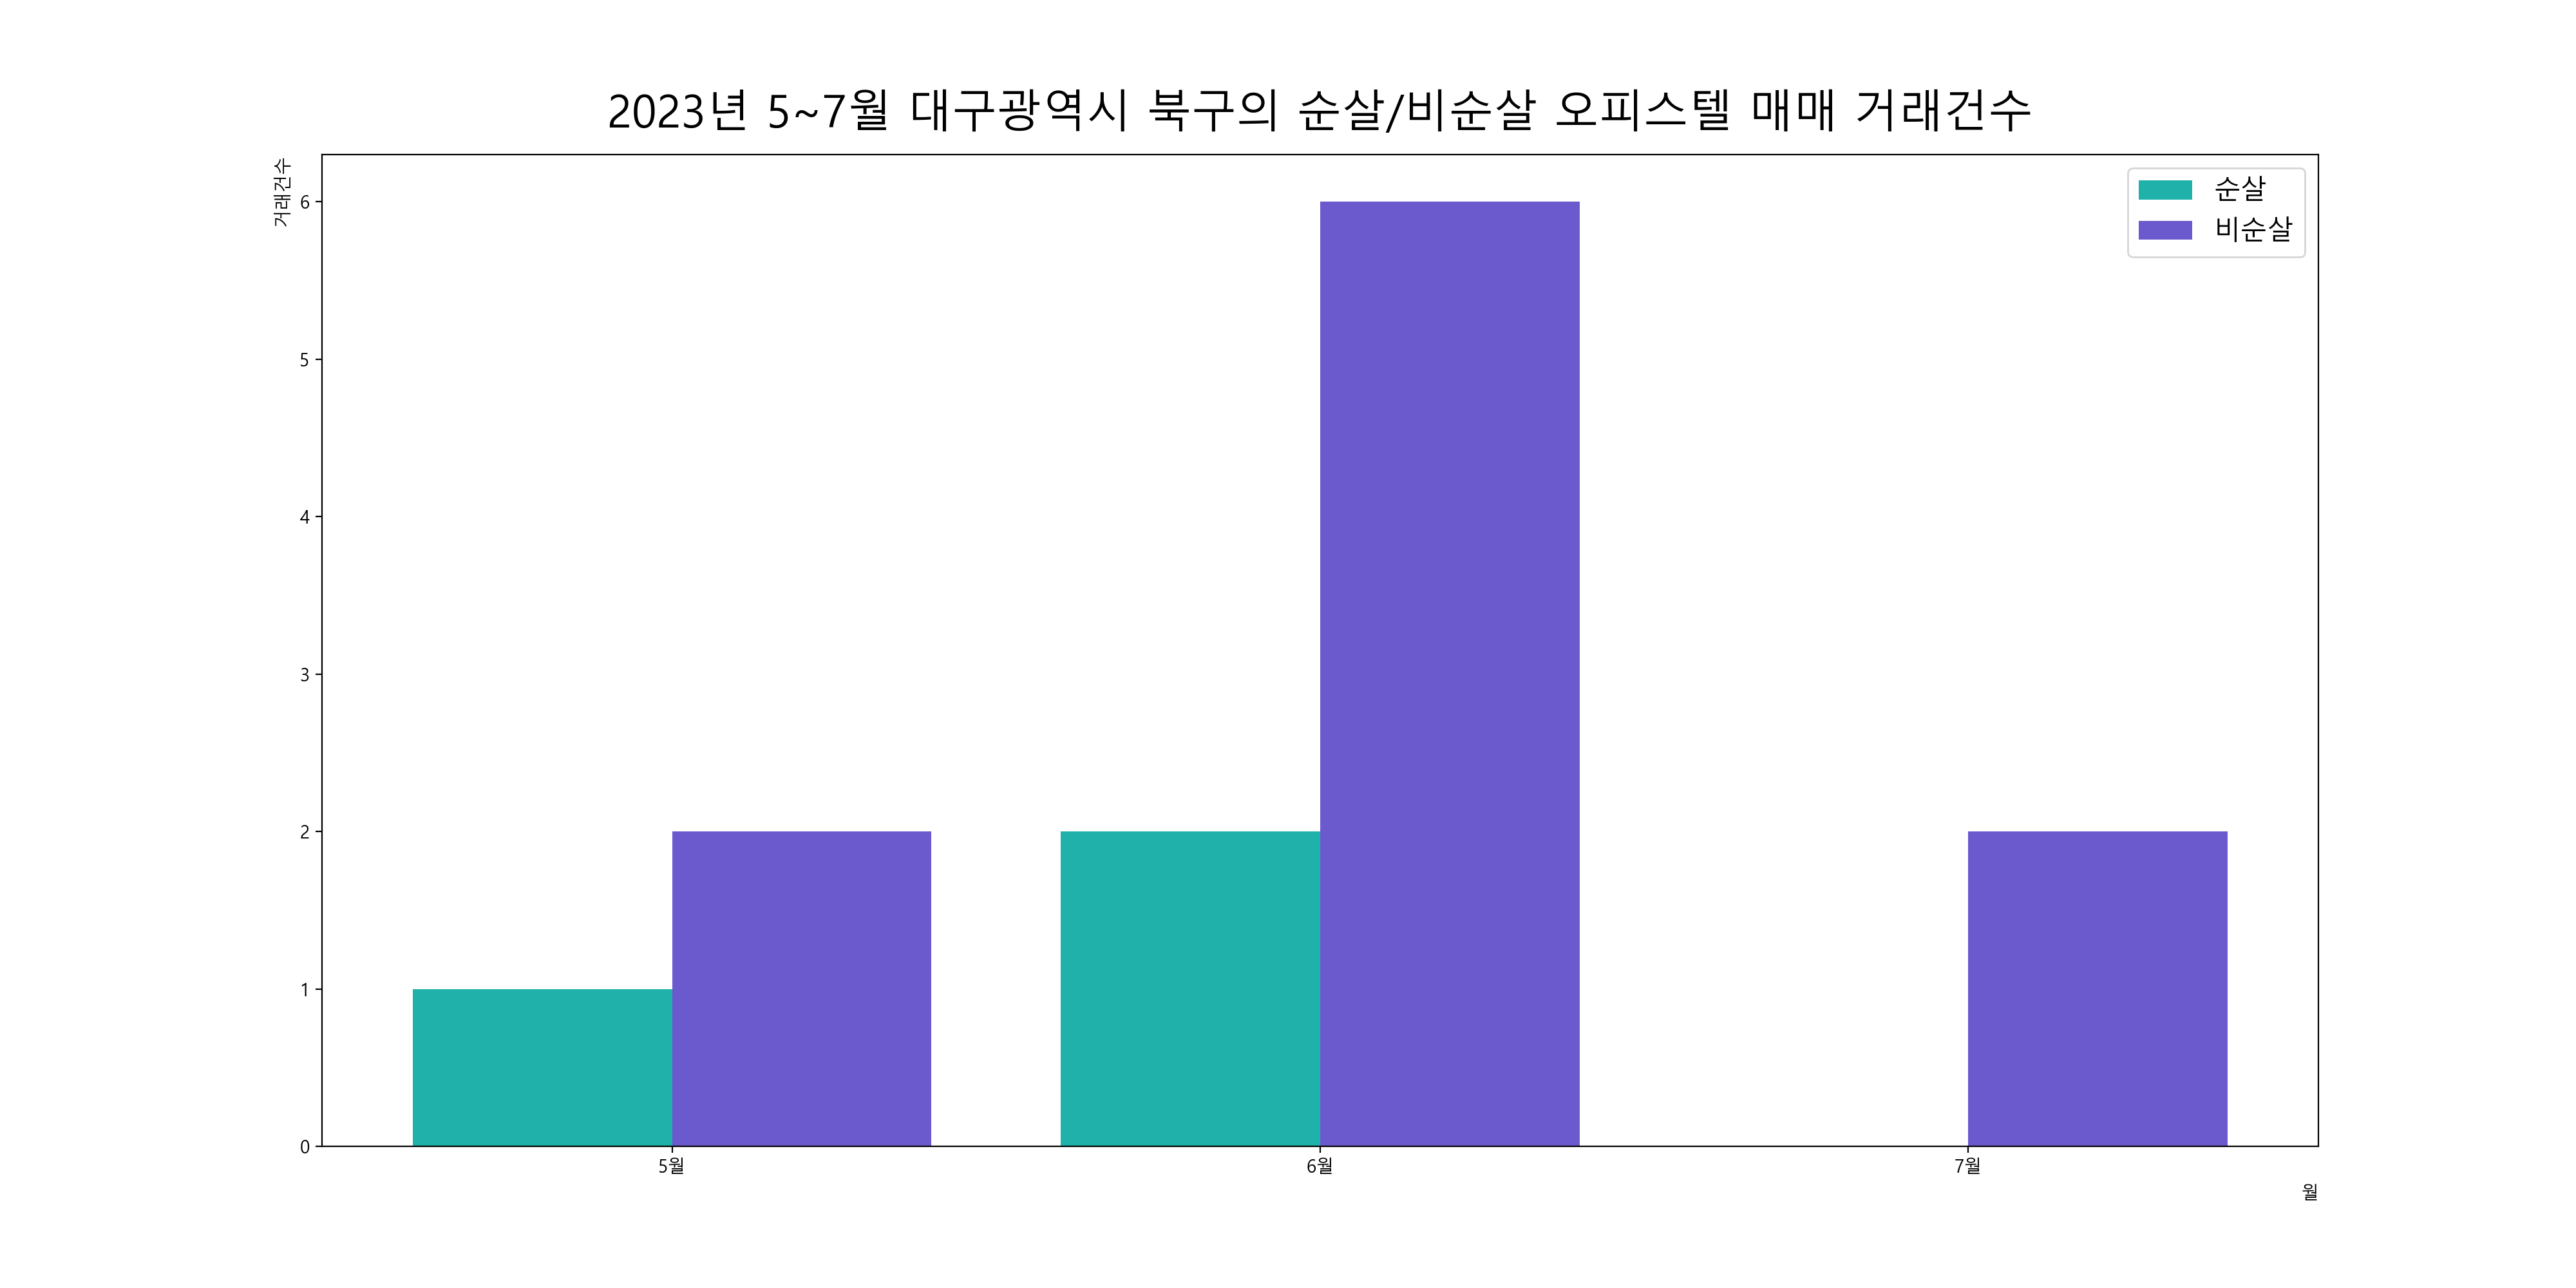 2023년 5~7월 대구광역시 북구의 순살/비순살 오피스텔 매매 거래건수
거래건수
순살
비순살
6
5
4
3
2
1
0
5월
6월
7월
월